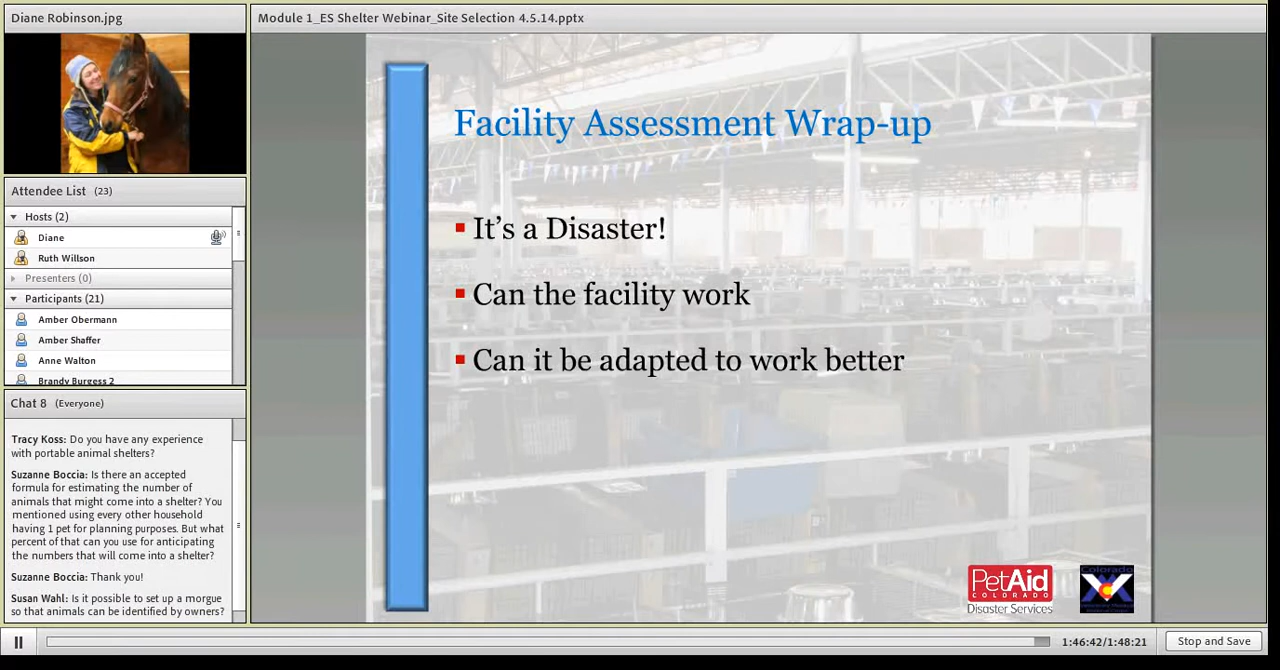 Diane Robinson.jpg
Module 1_ES Shelter Webinar_Site Selection 4.5.14.pptx
Attendee List (23)
Hosts (2)
Diane
Ruth Willson
Presenters (0)
Participants (21)
Amber Obermann
Amber Shaffer
Anne Walton
Brandy Burgess 2
Chat 8 (Everyone)
Tracy Koss: Do you have any experience
with portable animal shelters?
Suzanne Boccia: Is there an accepted
formula for estimating the number of
animals that might come into a shelter? You
mentioned using every other household
having 1 pet for planning purposes. But what
percent of that can you use for anticipating
the numbers that will come into a shelter?
Suzanne Boccia: Thank you!
Susan Wahl: Is it possible to set up a morgue
so that animals can be identified by owners?
Facility Assessment Wrap-up
It's a Disaster!
Can the facility work
Can it be adapted to work better
PetAid
COLORADO
Disaster Services
Colorado
1:46:42/1:48:21
Stop and Save